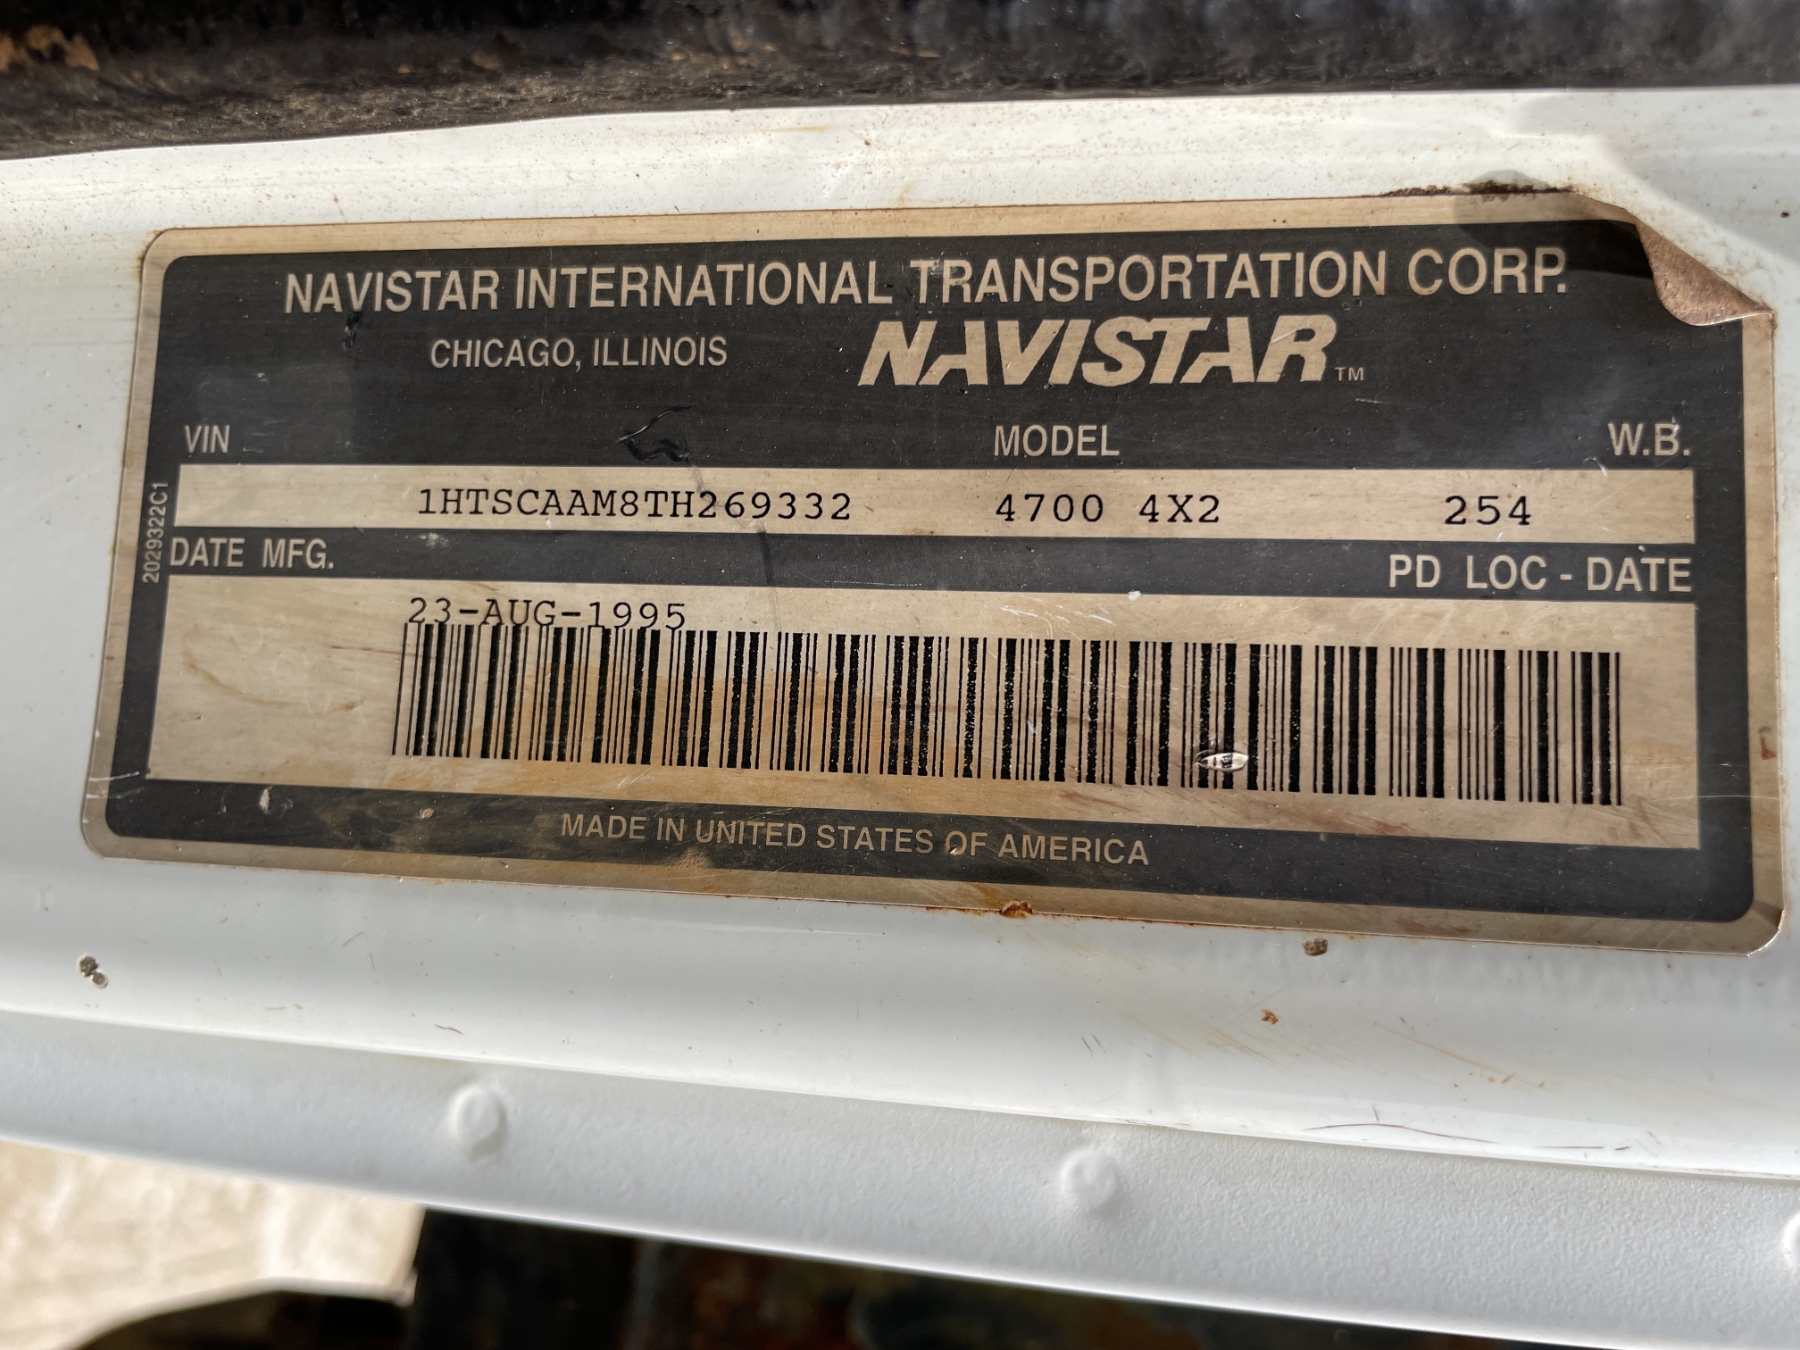 NAVISTAR INTERNATIONAL TRANSPORTATION CORP.
CHICAGO, ILLINOIS NAVISTAR™
VIN MODEL W.B.
1HTSCAAM8TH269332 4700 4X2 254
2029322C1
DATE MFG. PD LOC - DATE
23-AUG-1995
MADE IN UNITED STATES OF AMERICA